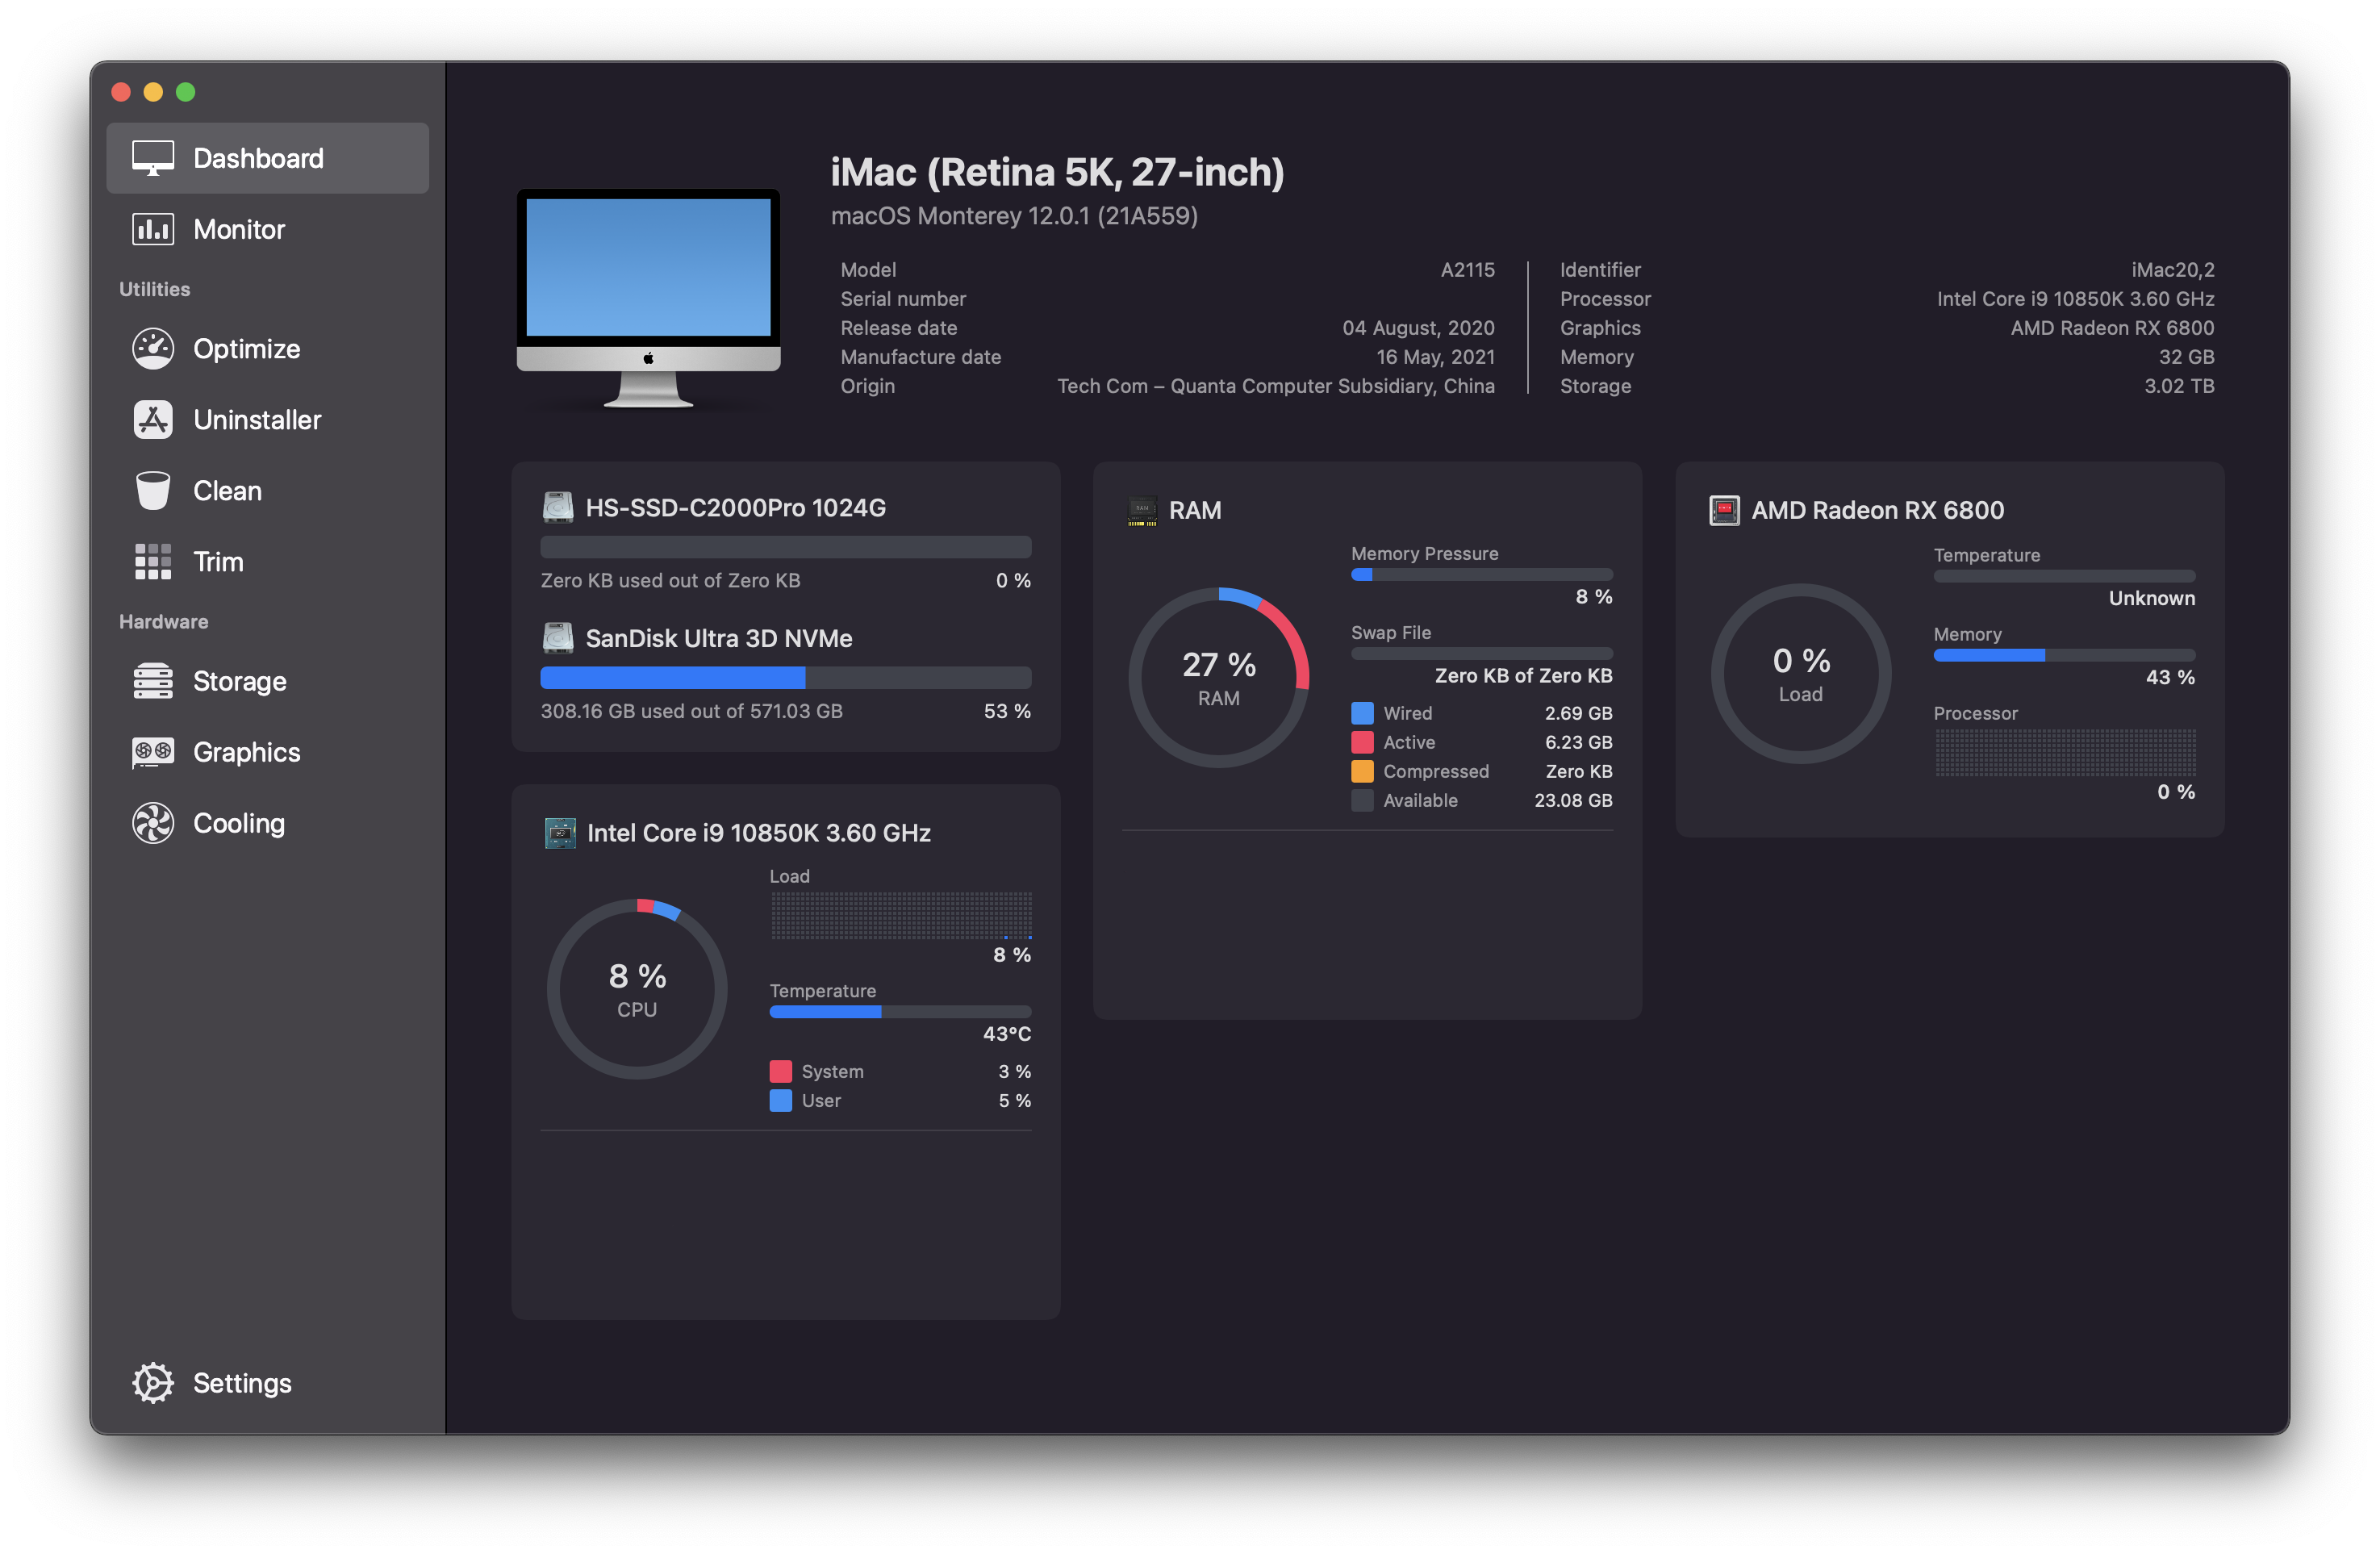 Dashboard
Monitor
Utilities
Optimize
Uninstaller
Clean
Trim
Hardware
Storage
Graphics
Cooling
Settings
iMac (Retina 5K, 27-inch)
macOS Monterey 12.0.1 (21A559)
Model A2115
Serial number
Release date 04 August, 2020
Manufacture date 16 May, 2021
Origin Tech Com – Quanta Computer Subsidiary, China
Identifier iMac20,2
Processor Intel Core i9 10850K 3.60 GHz
Graphics AMD Radeon RX 6800
Memory 32 GB
Storage 3.02 TB
HS-SSD-C2000Pro 1024G
Zero KB used out of Zero KB 0 %
SanDisk Ultra 3D NVMe
308.16 GB used out of 571.03 GB 53 %
Intel Core i9 10850K 3.60 GHz
8 %
CPU
Load
8 %
Temperature
43°C
System 3 %
User 5 %
RAM
RAM
27 %
RAM
Memory Pressure
8 %
Swap File
Zero KB of Zero KB
Wired 2.69 GB
Active 6.23 GB
Compressed Zero KB
Available 23.08 GB
AMD Radeon RX 6800
0 %
Load
Temperature
Unknown
Memory
43 %
Processor
0 %